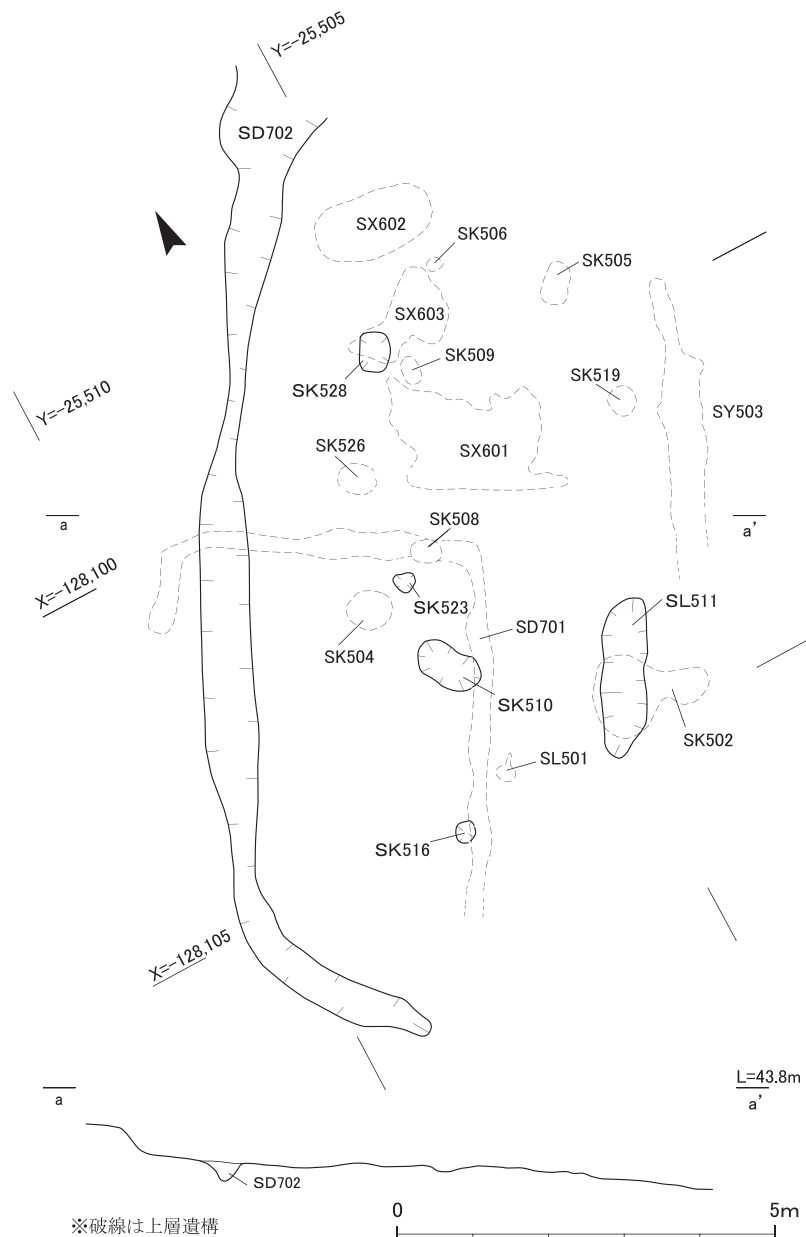 Y=-25,505
SD702
SX602
SK506
SK505
SX603
SK509
SK528
SK519
Y=-25,510
SY503
SK526
SX601
a
a’
SK508
X=-128,100
SK523
SL511
SD701
SK504
SK510
SK502
SL501
SK516
X=-128,105
a
L=43.8m
a’
SD702
※破線は上層遺構
0
5m